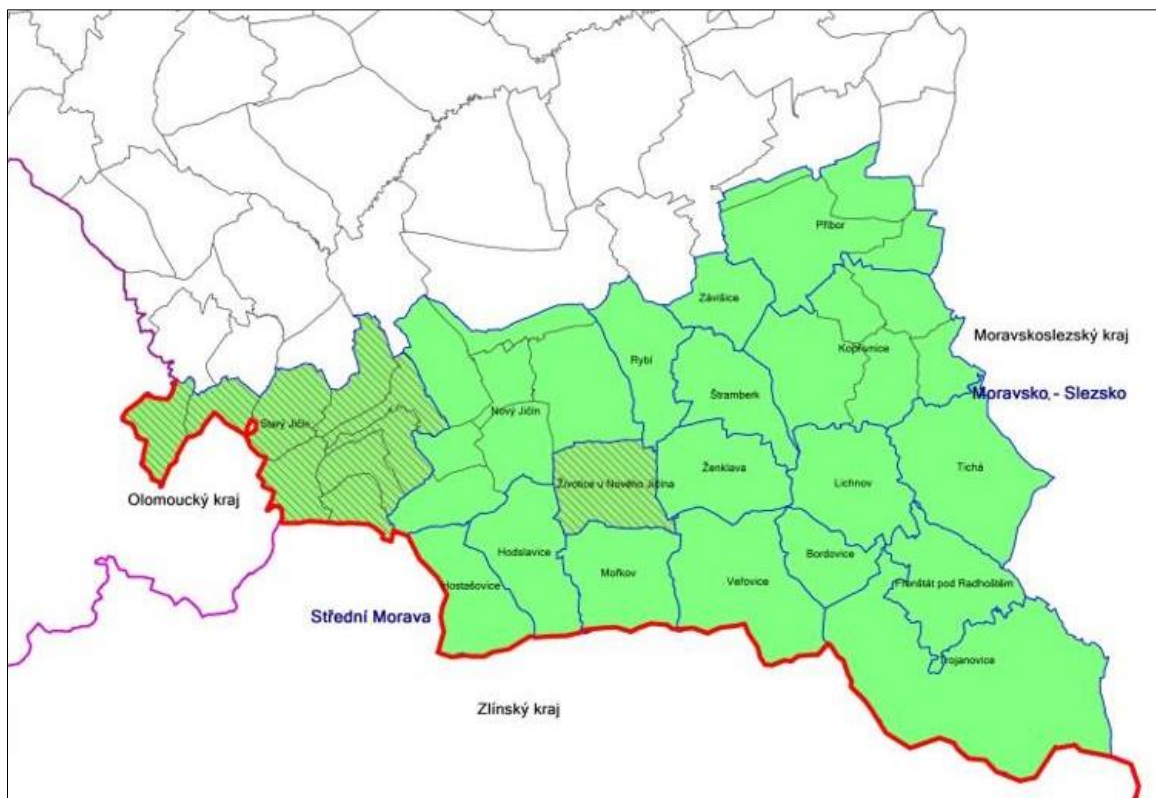 Příbor
Závišice
Moravskoslezský kraj
Kopřivnice
Rybí
Moravsko - Slezsko
Štramberk
Nový Jičín
Starý Jičín
Tichá
Životice u Nového Jičína
Ženklava
Lichnov
Olomoucký kraj
Hodslavice
Bordovice
Mořkov
Veřovice
Frenštát pod Radhoštěm
Hostašovice
Střední Morava
Trojanovice
Zlínský kraj